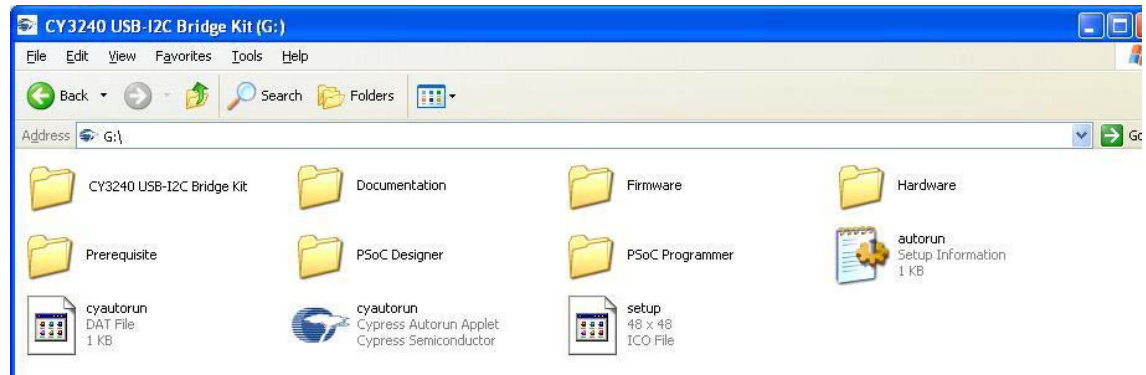 CY3240 USB-I2C Bridge Kit (G:)
File Edit View Favorites Tools Help
Back Search Folders
Address G:\ Go
CY3240 USB-I2C Bridge Kit
Documentation
Firmware
Hardware
Prerequisite
PSoC Designer
PSoC Programmer
autorun
Setup Information
1 KB
cyautorun
DAT File
1 KB
cyautorun
Cypress Autorun Applet
Cypress Semiconductor
setup
48 x 48
ICO File